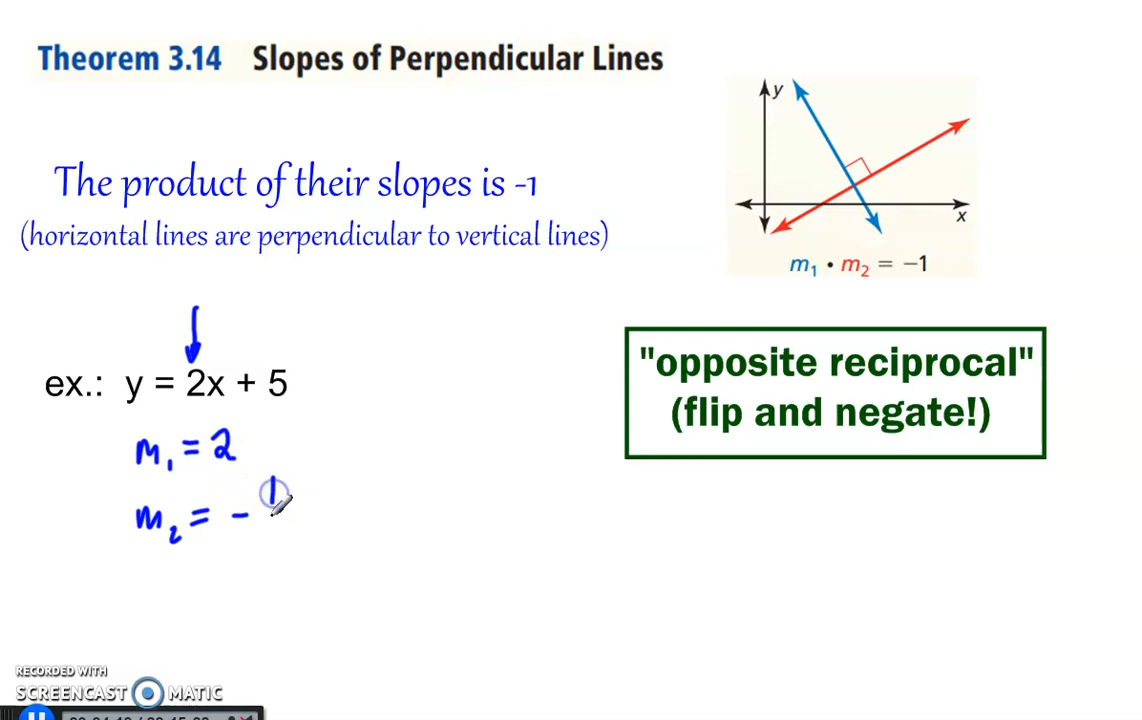 Theorem 3.14 Slopes of Perpendicular Lines
y
The product of their slopes is -1
(horizontal lines are perpendicular to vertical lines)
x
m₁ • m₂ = −1
"opposite reciprocal"
(flip and negate!)
ex.: y = 2x + 5
m₁ = 2
m₂ = - 1
RECORDED WITH
SCREENCAST MATIC